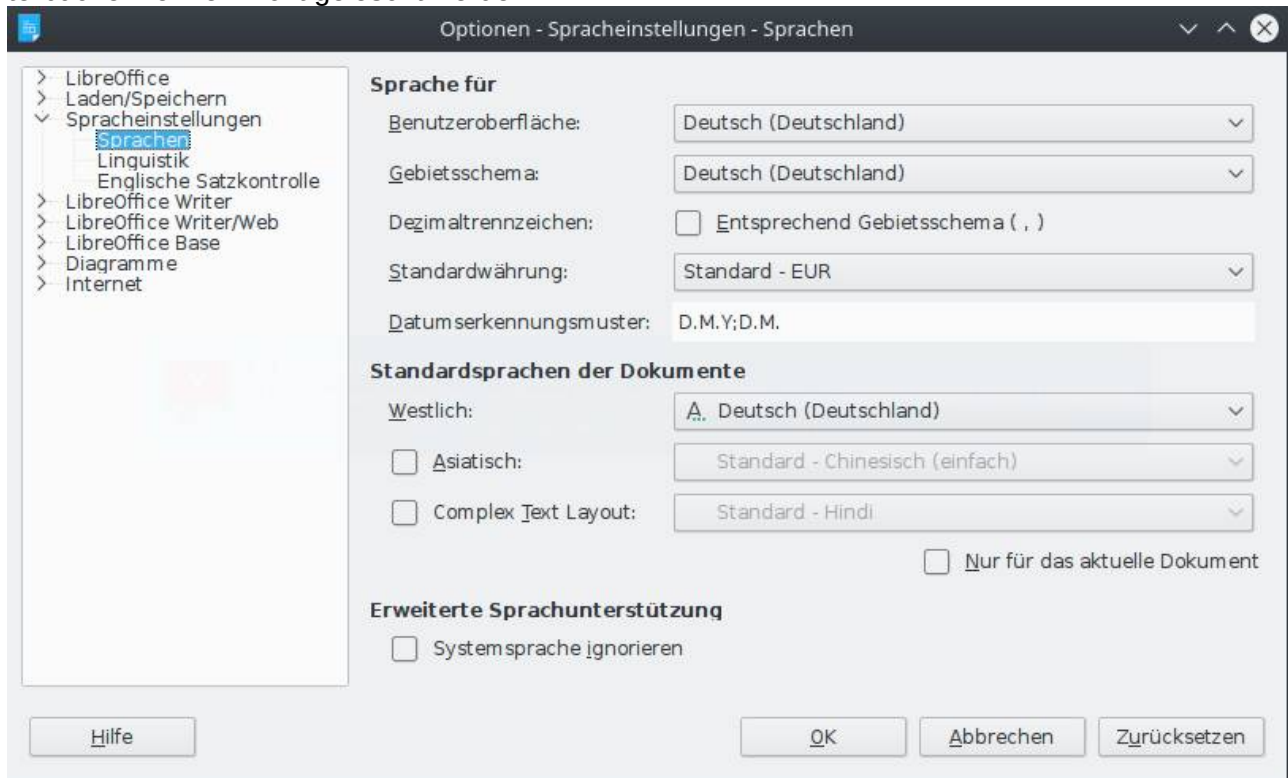 Optionen - Spracheinstellungen - Sprachen
LibreOffice
Laden/Speichern
Spracheinstellungen
Sprachen
Linguistik
Englische Satzkontrolle
LibreOffice Writer
LibreOffice Writer/Web
LibreOffice Base
Diagramme
Internet
Sprache für
Benutzeroberfläche: Deutsch (Deutschland)
Gebietsschema: Deutsch (Deutschland)
Dezimaltrennzeichen: Entsprechend Gebietsschema ( , )
Standardwährung: Standard - EUR
Datumserkennungsmuster: D.M.Y;D.M.
Standardsprachen der Dokumente
Westlich: Deutsch (Deutschland)
Asiatisch: Standard - Chinesisch (einfach)
Complex Text Layout: Standard - Hindi
Nur für das aktuelle Dokument
Erweiterte Sprachunterstützung
Systemsprache ignorieren
Hilfe OK Abbrechen Zurücksetzen